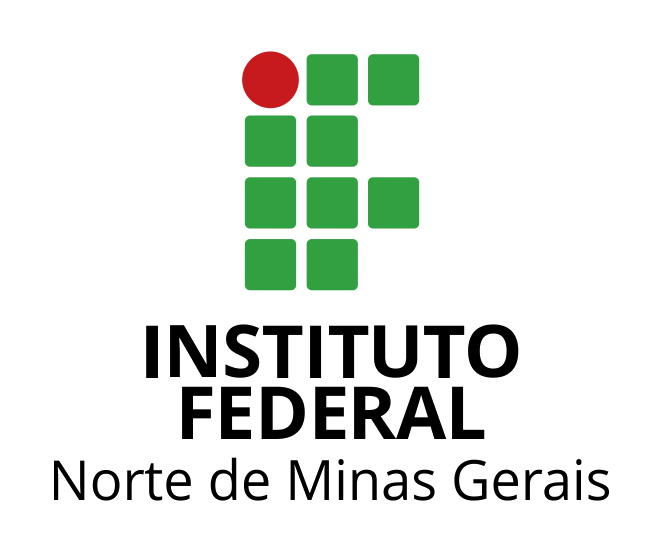 INSTITUTO
FEDERAL
Norte de Minas Gerais